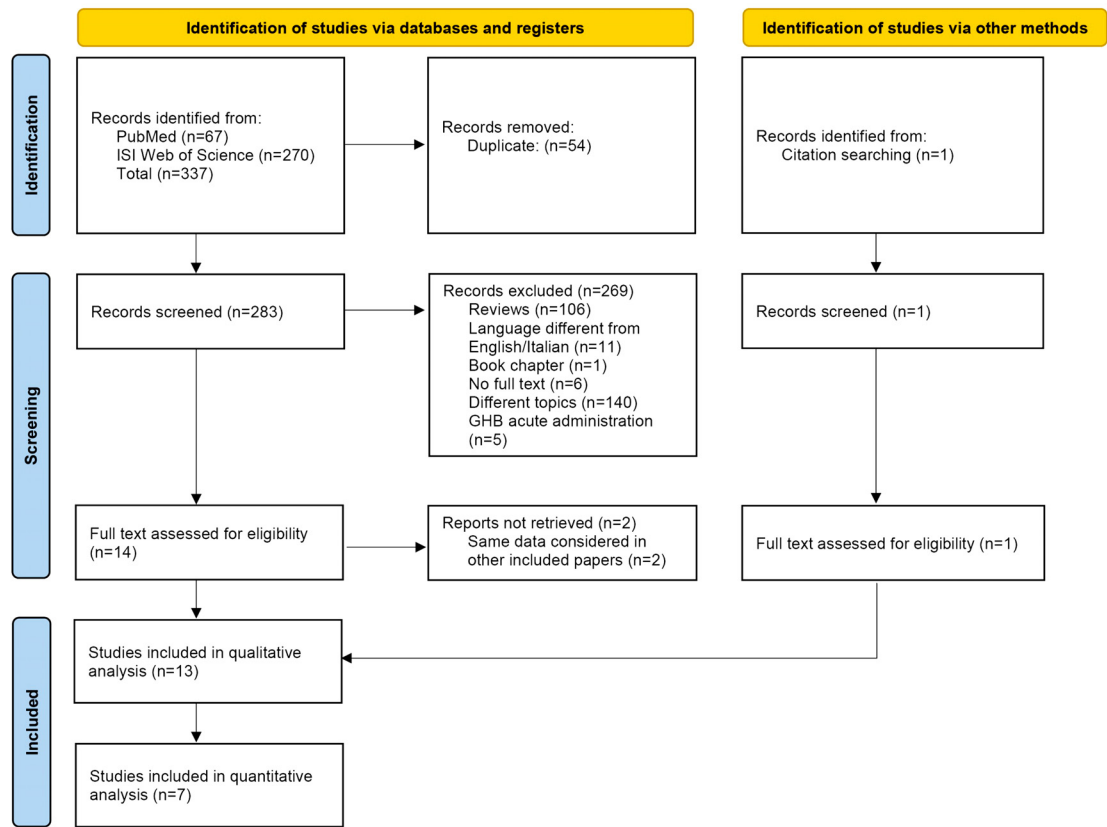 Identification of studies via databases and registers
Identification of studies via other methods
Identification
Records identified from:
PubMed (n=67)
ISI Web of Science (n=270)
Total (n=337)
Records removed:
Duplicate: (n=54)
Records identified from:
Citation searching (n=1)
Screening
Records screened (n=283)
Records excluded (n=269)
Reviews (n=106)
Language different from
English/Italian (n=11)
Book chapter (n=1)
No full text (n=6)
Different topics (n=140)
GHB acute administration
(n=5)
Records screened (n=1)
Full text assessed for eligibility
(n=14)
Reports not retrieved (n=2)
Same data considered in
other included papers (n=2)
Full text assessed for eligibility (n=1)
Included
Studies included in qualitative
analysis (n=13)
Studies included in quantitative
analysis (n=7)